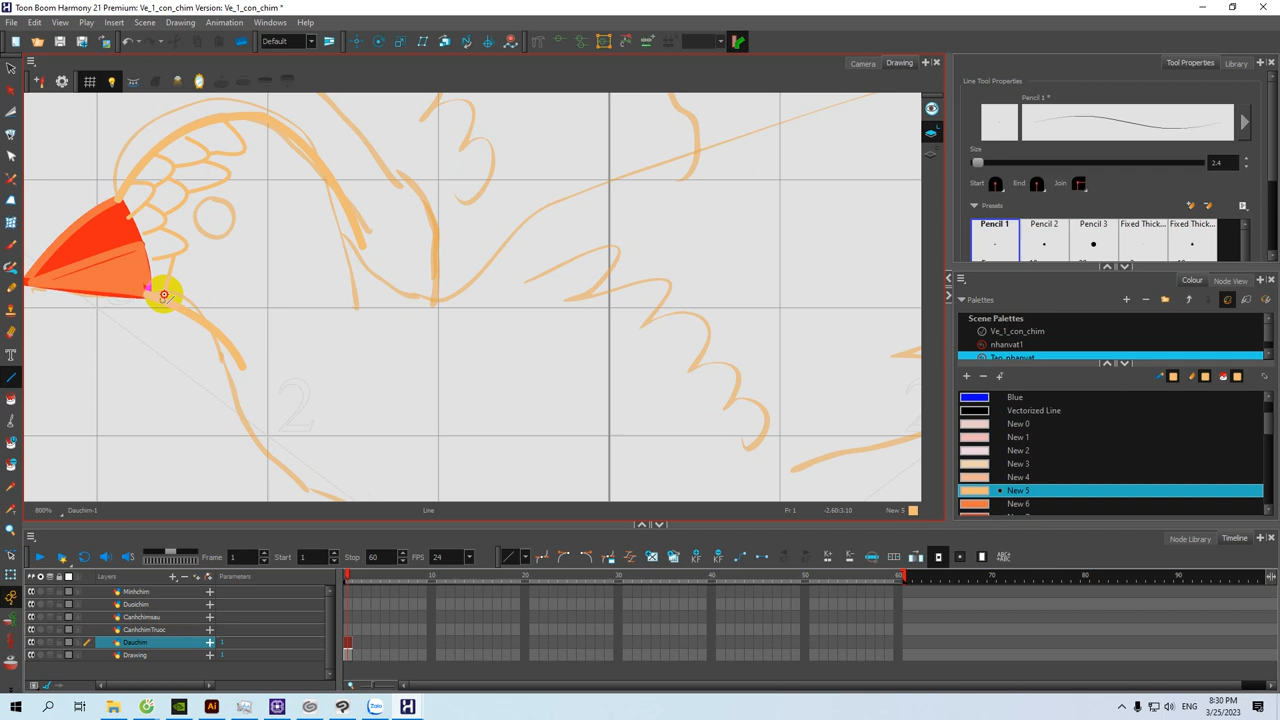 Toon Boom Harmony 21 Premium: Ve_1_con_chim Version: Ve_1_con_chim *
File Edit View Play Insert Scene Drawing Animation Windows Help
Default
Camera Drawing
Tool Properties Library
Line Tool Properties
Pencil 1 *
Size
2.4
Start End Join
Presets
Pencil 1 Pencil 2 Pencil 3 Fixed Thick... Fixed Thick...
Colour Node View
Palettes
Scene Palettes
Ve_1_con_chim
nhanvat1
Tao_nhanvat
Blue
Vectorized Line
New 0
New 1
New 2
New 3
New 4
New 5
New 6
2
800% Dauchim-1 Line Fr 1 -2.60:3.10 New 5
Node Library Timeline
Frame 1 Start 1 Stop 60 FPS 24
Layers Parameters
10 20 30 40 50 60 70 80 90
Minhchim
Duoichim
Canhchimsau
CanhchimTruoc
Dauchim 1
Drawing 1
ENG
8:30 PM
3/25/2023